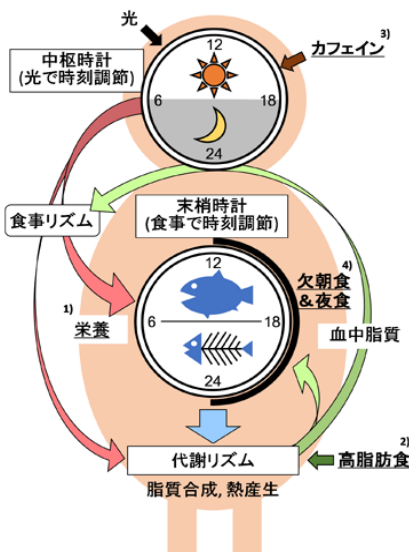 光
中枢時計
(光で時刻調節)
カフェイン
3)
12
6
18
24
食事リズム
末梢時計
(食事で時刻調節)
1)
栄養
12
6
18
24
4)
欠朝食
&夜食
血中脂質
代謝リズム
脂質合成, 熱産生
2)
高脂肪食